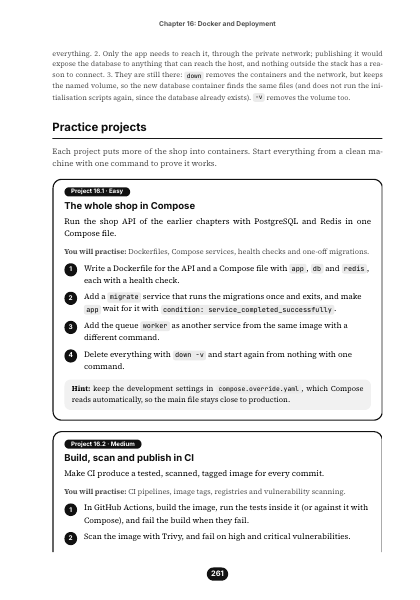 Chapter 16: Docker and Deployment
everything. 2. Only the app needs to reach it, through the private network; publishing it would
expose the database to anything that can reach the host, and nothing outside the stack has a rea-
son to connect. 3. They are still there: down removes the containers and the network, but keeps
the named volume, so the new database container finds the same files (and does not run the ini-
tialisation scripts again, since the database already exists). -v removes the volume too.
Practice projects
Each project puts more of the shop into containers. Start everything from a clean ma-
chine with one command to prove it works.
Project 16.1 · Easy
The whole shop in Compose
Run the shop API of the earlier chapters with PostgreSQL and Redis in one
Compose file.
You will practise: Dockerfiles, Compose services, health checks and one-off migrations.
1 Write a Dockerfile for the API and a Compose file with app, db and redis,
each with a health check.
2 Add a migrate service that runs the migrations once and exits, and make
app wait for it with condition: service_completed_successfully.
3 Add the queue worker as another service from the same image with a
different command.
4 Delete everything with down -v and start again from nothing with one
command.
Hint: keep the development settings in compose.override.yaml, which Compose
reads automatically, so the main file stays close to production.
Project 16.2 · Medium
Build, scan and publish in CI
Make CI produce a tested, scanned, tagged image for every commit.
You will practise: CI pipelines, image tags, registries and vulnerability scanning.
1 In GitHub Actions, build the image, run the tests inside it (or against it with
Compose), and fail the build when they fail.
2 Scan the image with Trivy, and fail on high and critical vulnerabilities.
261